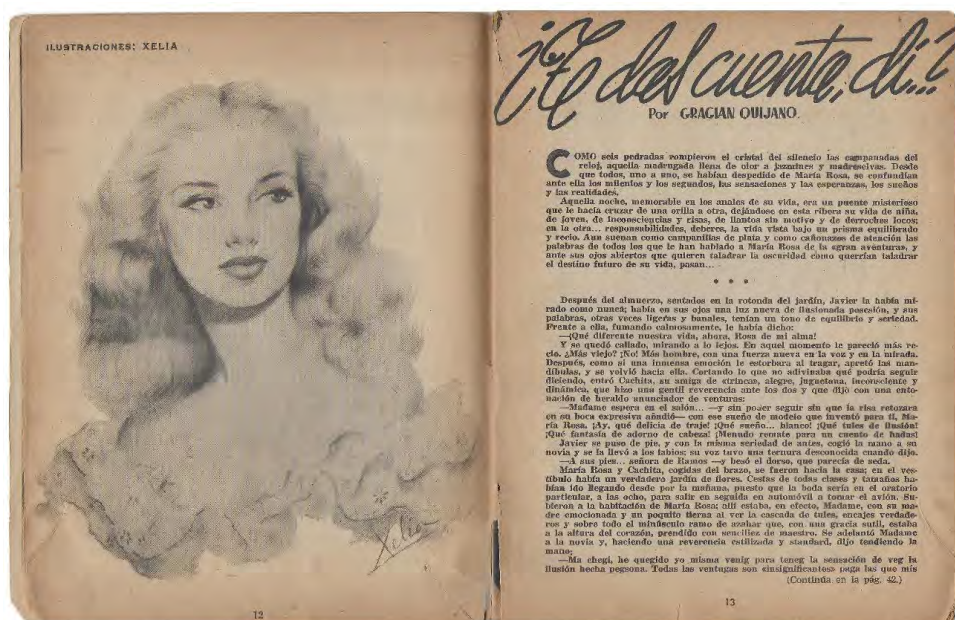 ILUSTRACIONES: XELIA
Xelia
12
¡Te das cuenta, di...?
Por GRACIAN QUIJANO.
COMO seis pedradas rompieron el cristal del silencio las campanadas del
reloj, aquella madrugada llena de olor a jazmines y madreselvas. Desde
que todos, uno a uno, se habían despedido de María Rosa, se confundían
ante ella los milenios y los segundos, las sensaciones y las esperanzas, los sueños
y las realidades.
Aquella noche, memorable en los anales de su vida, era un puente misterioso
que le hacía cruzar de una orilla a otra, dejándose en esta ribera su vida de niña,
de joven, de inconsciencias y risas, de llantos sin motivo y de derroches locos;
en la otra... responsabilidades, deberes, la vida vista bajo un prisma equilibrado
y recio. Aun suenan como campanillas de plata y como cañonazos de atención las
palabras de todos los que le han hablado a María Rosa de la «gran aventura», y
ante sus ojos abiertos que quieren taladrar la oscuridad como querrían taladrar
el destino futuro de su vida, pasan...
* * *
Después del almuerzo, sentados en la rotonda del jardín, Javier la había mi-
rado como nunca; había en sus ojos una luz nueva de ilusionada posesión, y sus
palabras, otras veces ligeras y banales, tenían un tono de equilibrio y seriedad.
Frente a ella, fumando calmosamente, le había dicho:
—¡Qué diferente nuestra vida, ahora, Rosa de mi alma!
Y se quedó callado, mirando a lo lejos. En aquel momento le pareció más re-
cio. ¿Más viejo? ¡No! Más hombre, con una fuerza nueva en la voz y en la mirada.
Después, como si una inmensa emoción le estorbara al tragar, apretó las man-
díbulas, y se volvió hacia ella. Cortando lo que no adivinaba qué podría seguir
diciendo, entró Cachita, su amiga de «trinca», alegre, juguetona, inconsciente y
dinámica, que hizo una gentil reverencia ante los dos y que dijo con una ento-
nación de heraldo anunciador de venturas:
—Madame espera en el salón... —y sin poder seguir sin que la risa retozara
en su boca expresiva añadió— con ese sueño de modelo que inventó para ti, Ma-
ría Rosa. ¡Ay, qué delicia de traje! ¡Qué sueño... blanco! ¡Qué tules de ilusión!
¡Qué fantasía de adorno de cabeza! ¡Menudo remate para un cuento de hadas!
Javier se puso de pie, y con la misma seriedad de antes, cogió la mano a su
novia y se la llevó a los labios; su voz tuvo una ternura desconocida cuando dijo.
—A sus pies... señora de Ramos —y besó el dorso, que parecía de seda.
María Rosa y Cachita, cogidas del brazo, se fueron hacia la casa; en el ves-
tíbulo había un verdadero jardín de flores. Cestas de todas clases y tamaños ha-
bían ido llegando desde por la mañana, puesto que la boda sería en el oratorio
particular, a las ocho, para salir en seguida en automóvil a tomar el avión. Su-
bieron a la habitación de María Rosa; allí estaba, en efecto, Madame, con su ma-
dre emocionada y un poquito tierna al ver la cascada de tules, encajes verdade-
ros y sobre todo el minúsculo ramo de azahar que, con una gracia sutil, estaba
a la altura del corazón, prendido con sencillez de maestro. Se adelantó Madame
a la novia y, haciendo una reverencia estilizada y standard, dijo tendiendo la
mano:
—Ma chegi, he queguido yo misma venig para teneg la sensación de veg la
ilusión hecha pegsona. Todas las ventugas son «insignificantes» paga las que mis
(Continúa en la pág. 42.)
13